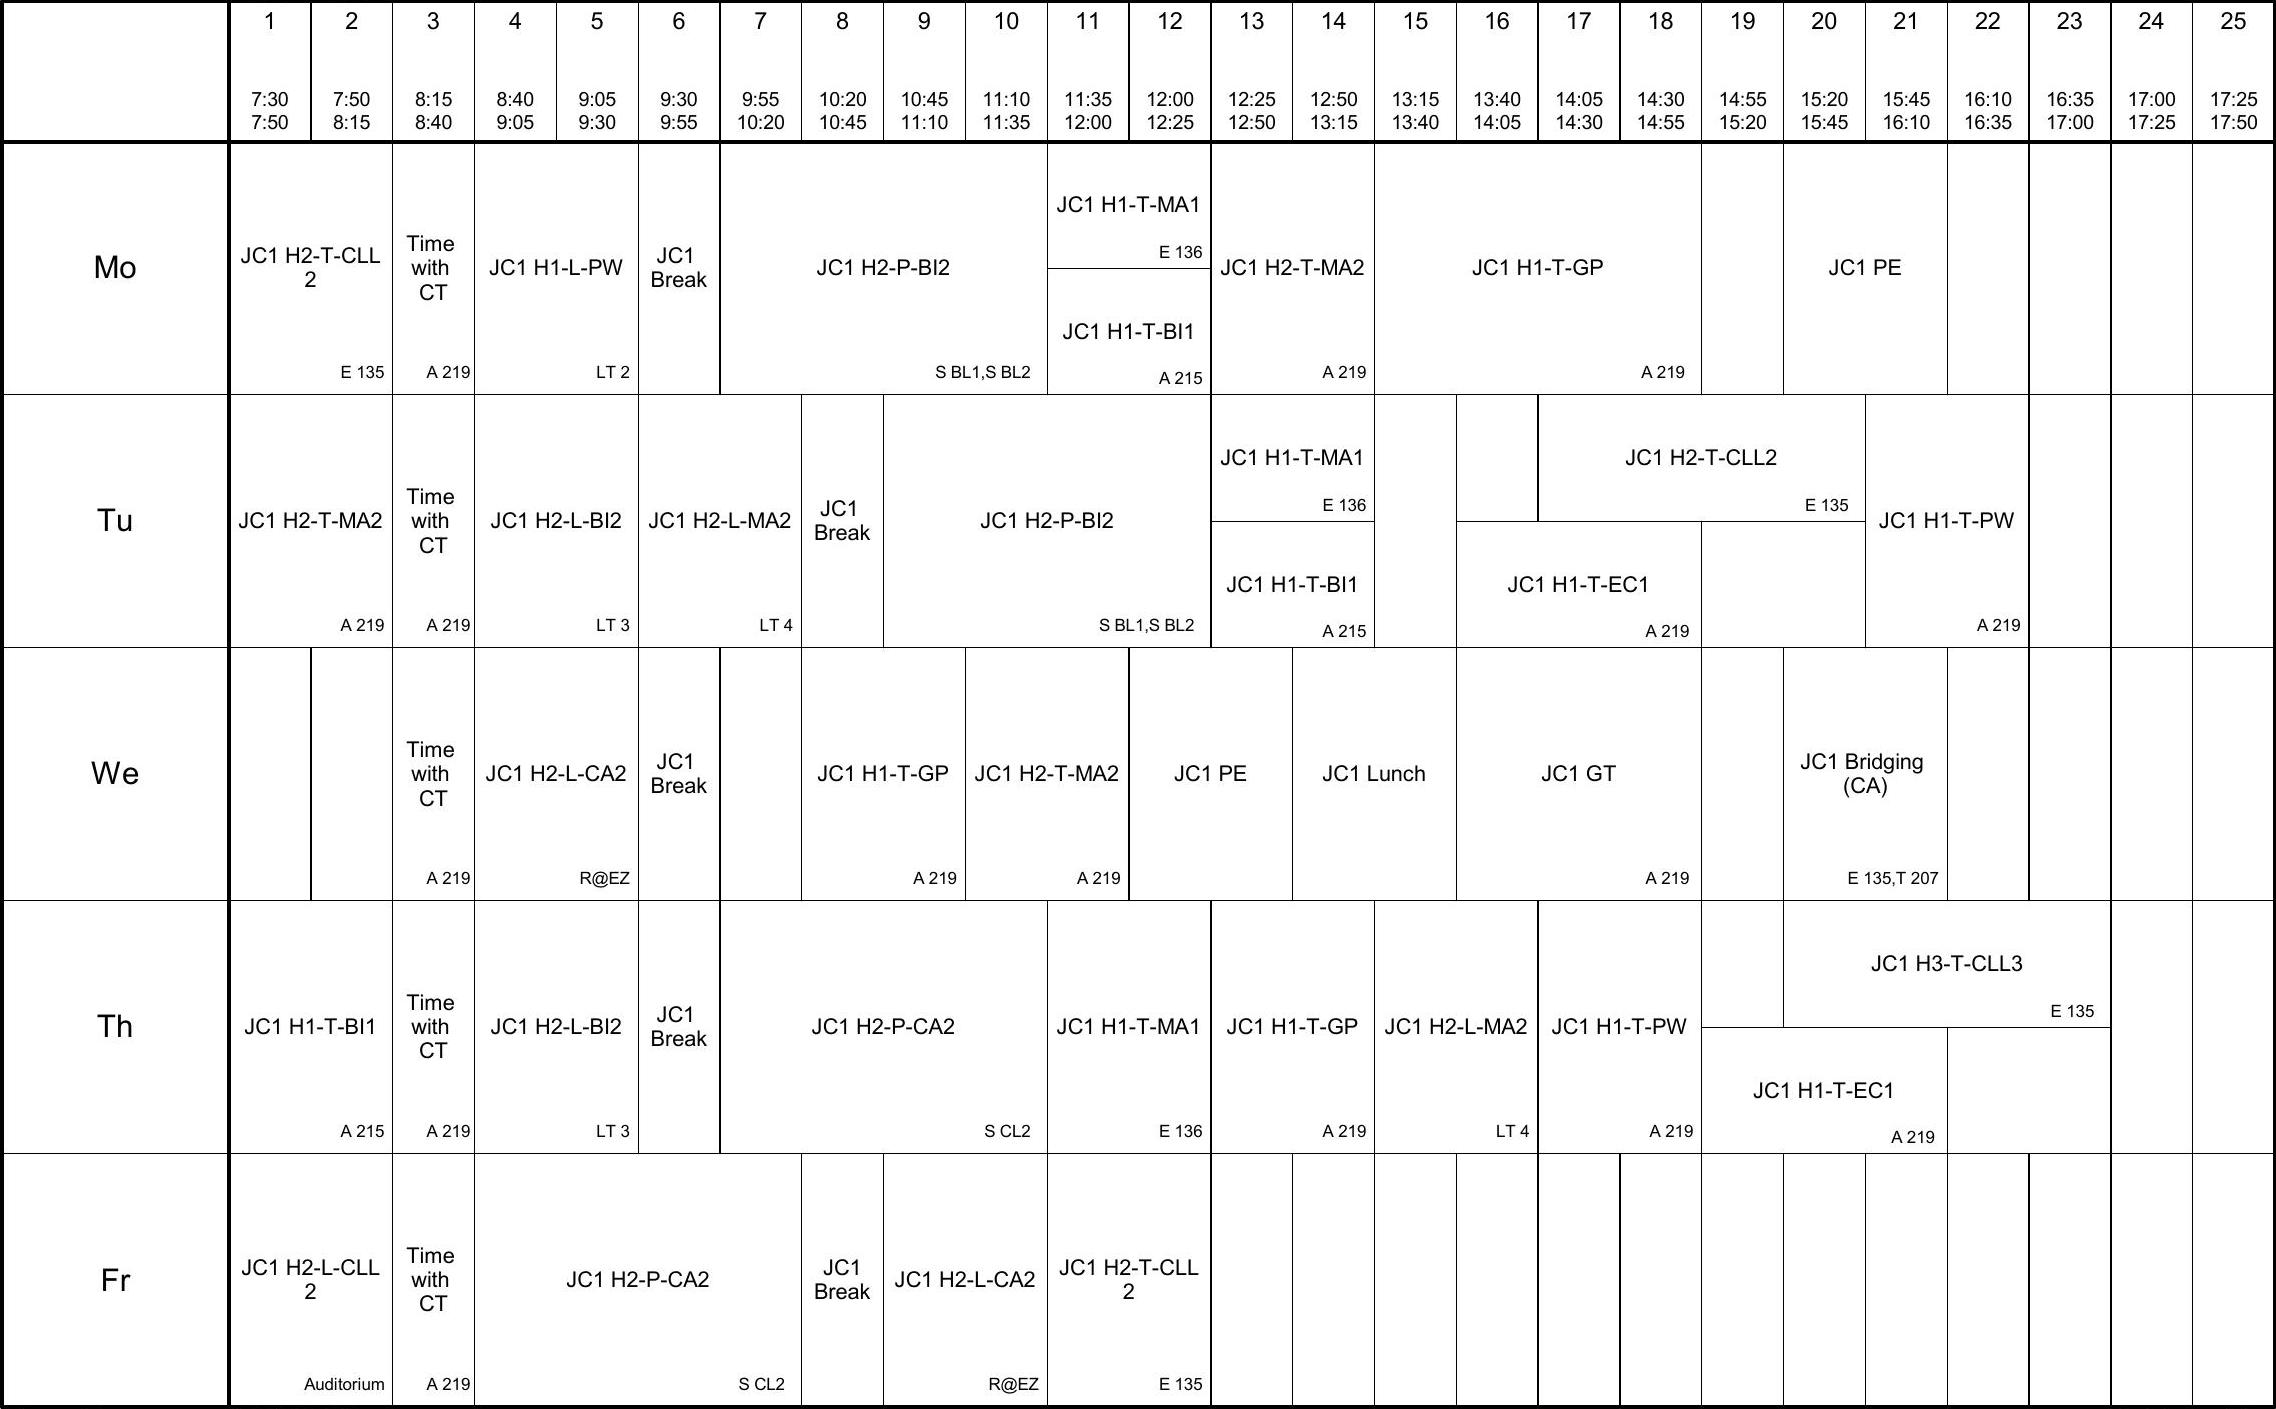 1 2 3 4 5 6 7 8 9 10 11 12 13 14 15 16 17 18 19 20 21 22 23 24 25
7:30 7:50 8:15 8:40 9:05 9:30 9:55 10:20 10:45 11:10 11:35 12:00 12:25 12:50 13:15 13:40 14:05 14:30 14:55 15:20 15:45 16:10 16:35 17:00 17:25
7:50 8:15 8:40 9:05 9:30 9:55 10:20 10:45 11:10 11:35 12:00 12:25 12:50 13:15 13:40 14:05 14:30 14:55 15:20 15:45 16:10 16:35 17:00 17:25 17:50
Mo
JC1 H2-T-CLL
2
E 135
Time
with
CT
A 219
JC1 H1-L-PW
LT 2
JC1
Break
JC1 H2-P-BI2
S BL1,S BL2
JC1 H1-T-MA1
E 136
JC1 H1-T-BI1
A 215
JC1 H2-T-MA2
A 219
JC1 H1-T-GP
A 219
JC1 PE
Tu
JC1 H2-T-MA2
A 219
Time
with
CT
A 219
JC1 H2-L-BI2
LT 3
JC1 H2-L-MA2
LT 4
JC1
Break
JC1 H2-P-BI2
S BL1,S BL2
JC1 H1-T-MA1
E 136
JC1 H1-T-BI1
A 215
JC1 H2-T-CLL2
E 135
JC1 H1-T-EC1
A 219
JC1 H1-T-PW
A 219
We
Time
with
CT
A 219
JC1 H2-L-CA2
R@EZ
JC1
Break
JC1 H1-T-GP
A 219
JC1 H2-T-MA2
A 219
JC1 PE
JC1 Lunch
JC1 GT
A 219
JC1 Bridging
(CA)
E 135,T 207
Th
JC1 H1-T-BI1
A 215
Time
with
CT
A 219
JC1 H2-L-BI2
LT 3
JC1
Break
JC1 H2-P-CA2
S CL2
JC1 H1-T-MA1
E 136
JC1 H1-T-GP
A 219
JC1 H2-L-MA2
LT 4
JC1 H1-T-PW
A 219
JC1 H3-T-CLL3
E 135
JC1 H1-T-EC1
A 219
Fr
JC1 H2-L-CLL
2
Auditorium
Time
with
CT
A 219
JC1 H2-P-CA2
S CL2
JC1
Break
JC1 H2-L-CA2
R@EZ
JC1 H2-T-CLL
2
E 135